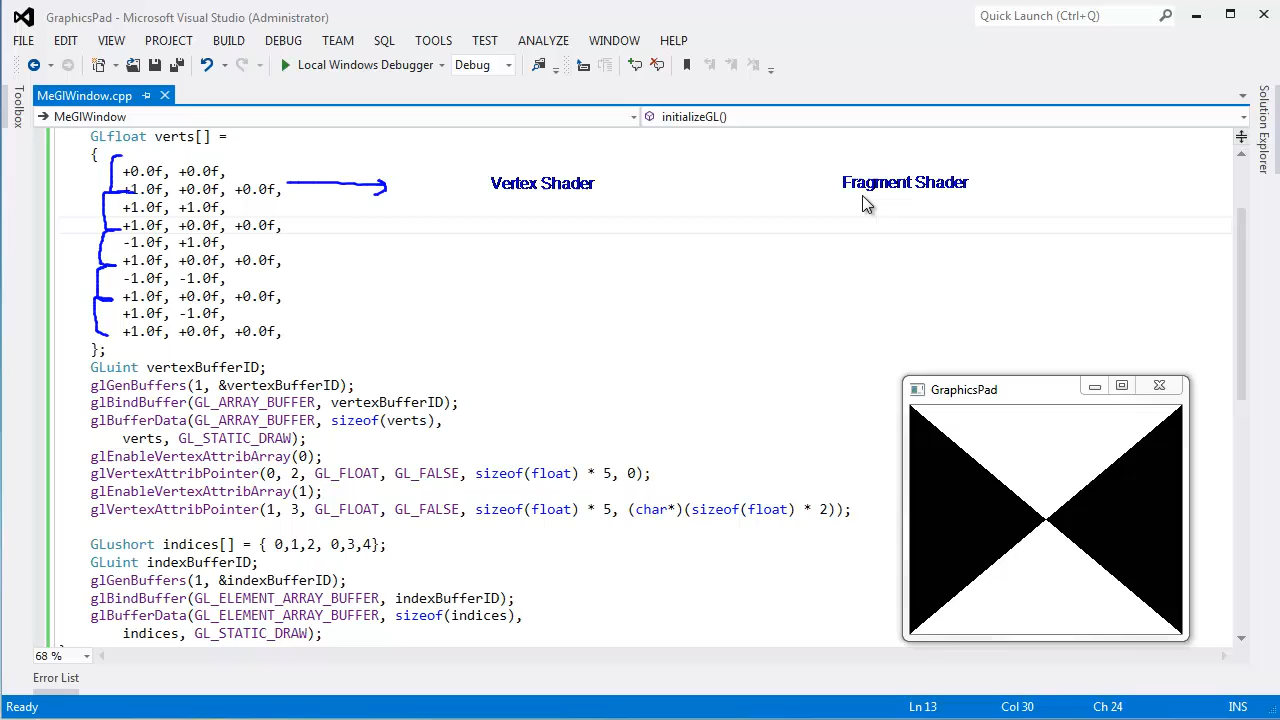 GraphicsPad - Microsoft Visual Studio (Administrator)
Quick Launch (Ctrl+Q)
FILE EDIT VIEW PROJECT BUILD DEBUG TEAM SQL TOOLS TEST ANALYZE WINDOW HELP
Local Windows Debugger Debug
Toolbox
MeGlWindow.cpp
Solution Explorer
MeGlWindow initializeGL()
GLfloat verts[] =
{
+0.0f, +0.0f,
+1.0f, +0.0f, +0.0f,
+1.0f, +1.0f,
+1.0f, +0.0f, +0.0f,
-1.0f, +1.0f,
+1.0f, +0.0f, +0.0f,
-1.0f, -1.0f,
+1.0f, +0.0f, +0.0f,
+1.0f, -1.0f,
+1.0f, +0.0f, +0.0f,
};
Vertex Shader
Fragment Shader
GLuint vertexBufferID;
glGenBuffers(1, &vertexBufferID);
glBindBuffer(GL_ARRAY_BUFFER, vertexBufferID);
glBufferData(GL_ARRAY_BUFFER, sizeof(verts),
verts, GL_STATIC_DRAW);
glEnableVertexAttribArray(0);
glVertexAttribPointer(0, 2, GL_FLOAT, GL_FALSE, sizeof(float) * 5, 0);
glEnableVertexAttribArray(1);
glVertexAttribPointer(1, 3, GL_FLOAT, GL_FALSE, sizeof(float) * 5, (char*)(sizeof(float) * 2));
GLushort indices[] = { 0,1,2, 0,3,4};
GLuint indexBufferID;
glGenBuffers(1, &indexBufferID);
glBindBuffer(GL_ELEMENT_ARRAY_BUFFER, indexBufferID);
glBufferData(GL_ELEMENT_ARRAY_BUFFER, sizeof(indices),
indices, GL_STATIC_DRAW);
GraphicsPad
68 %
Error List
Ready Ln 13 Col 30 Ch 24 INS